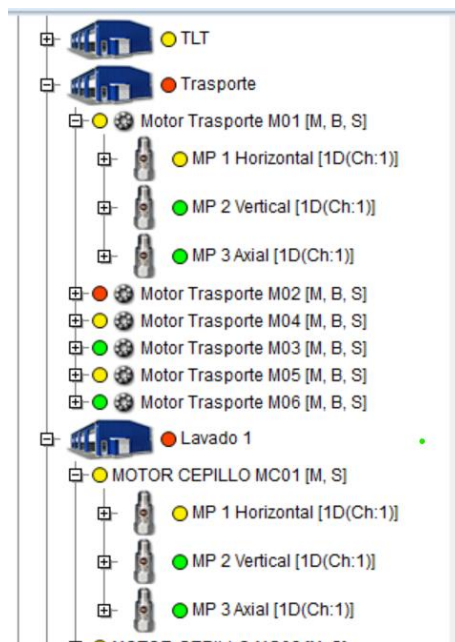 TLT
Trasporte
Motor Trasporte M01 [M, B, S]
MP 1 Horizontal [1D(Ch:1)]
MP 2 Vertical [1D(Ch:1)]
MP 3 Axial [1D(Ch:1)]
Motor Trasporte M02 [M, B, S]
Motor Trasporte M04 [M, B, S]
Motor Trasporte M03 [M, B, S]
Motor Trasporte M05 [M, B, S]
Motor Trasporte M06 [M, B, S]
Lavado 1
MOTOR CEPILLO MC01 [M, S]
MP 1 Horizontal [1D(Ch:1)]
MP 2 Vertical [1D(Ch:1)]
MP 3 Axial [1D(Ch:1)]